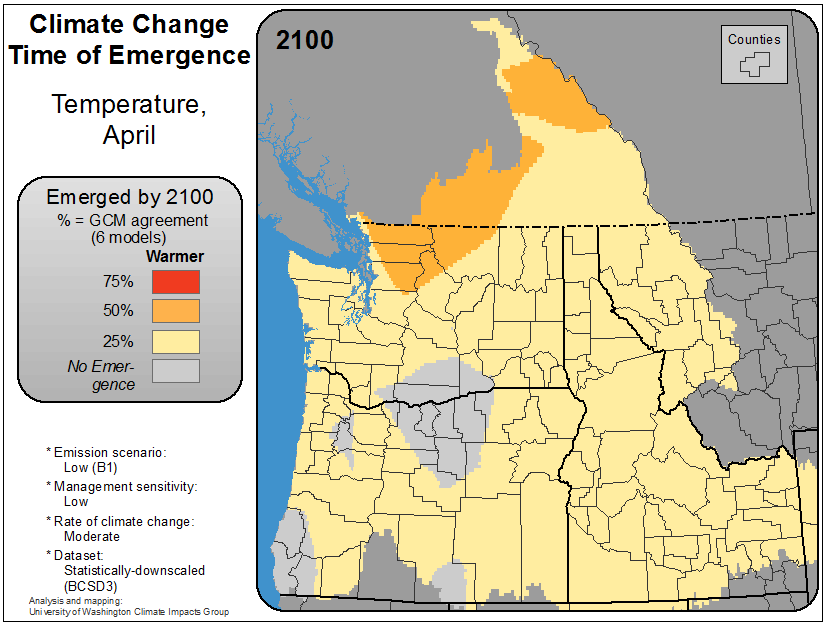 Climate Change
Time of Emergence
Temperature,
April
Emerged by 2100
% = GCM agreement
(6 models)
Warmer
75%
50%
25%
No Emer-
gence
* Emission scenario:
Low (B1)
* Management sensitivity:
Low
* Rate of climate change:
Moderate
* Dataset:
Statistically-downscaled
(BCSD3)
Analysis and mapping:
University of Washington Climate Impacts Group
2100
Counties